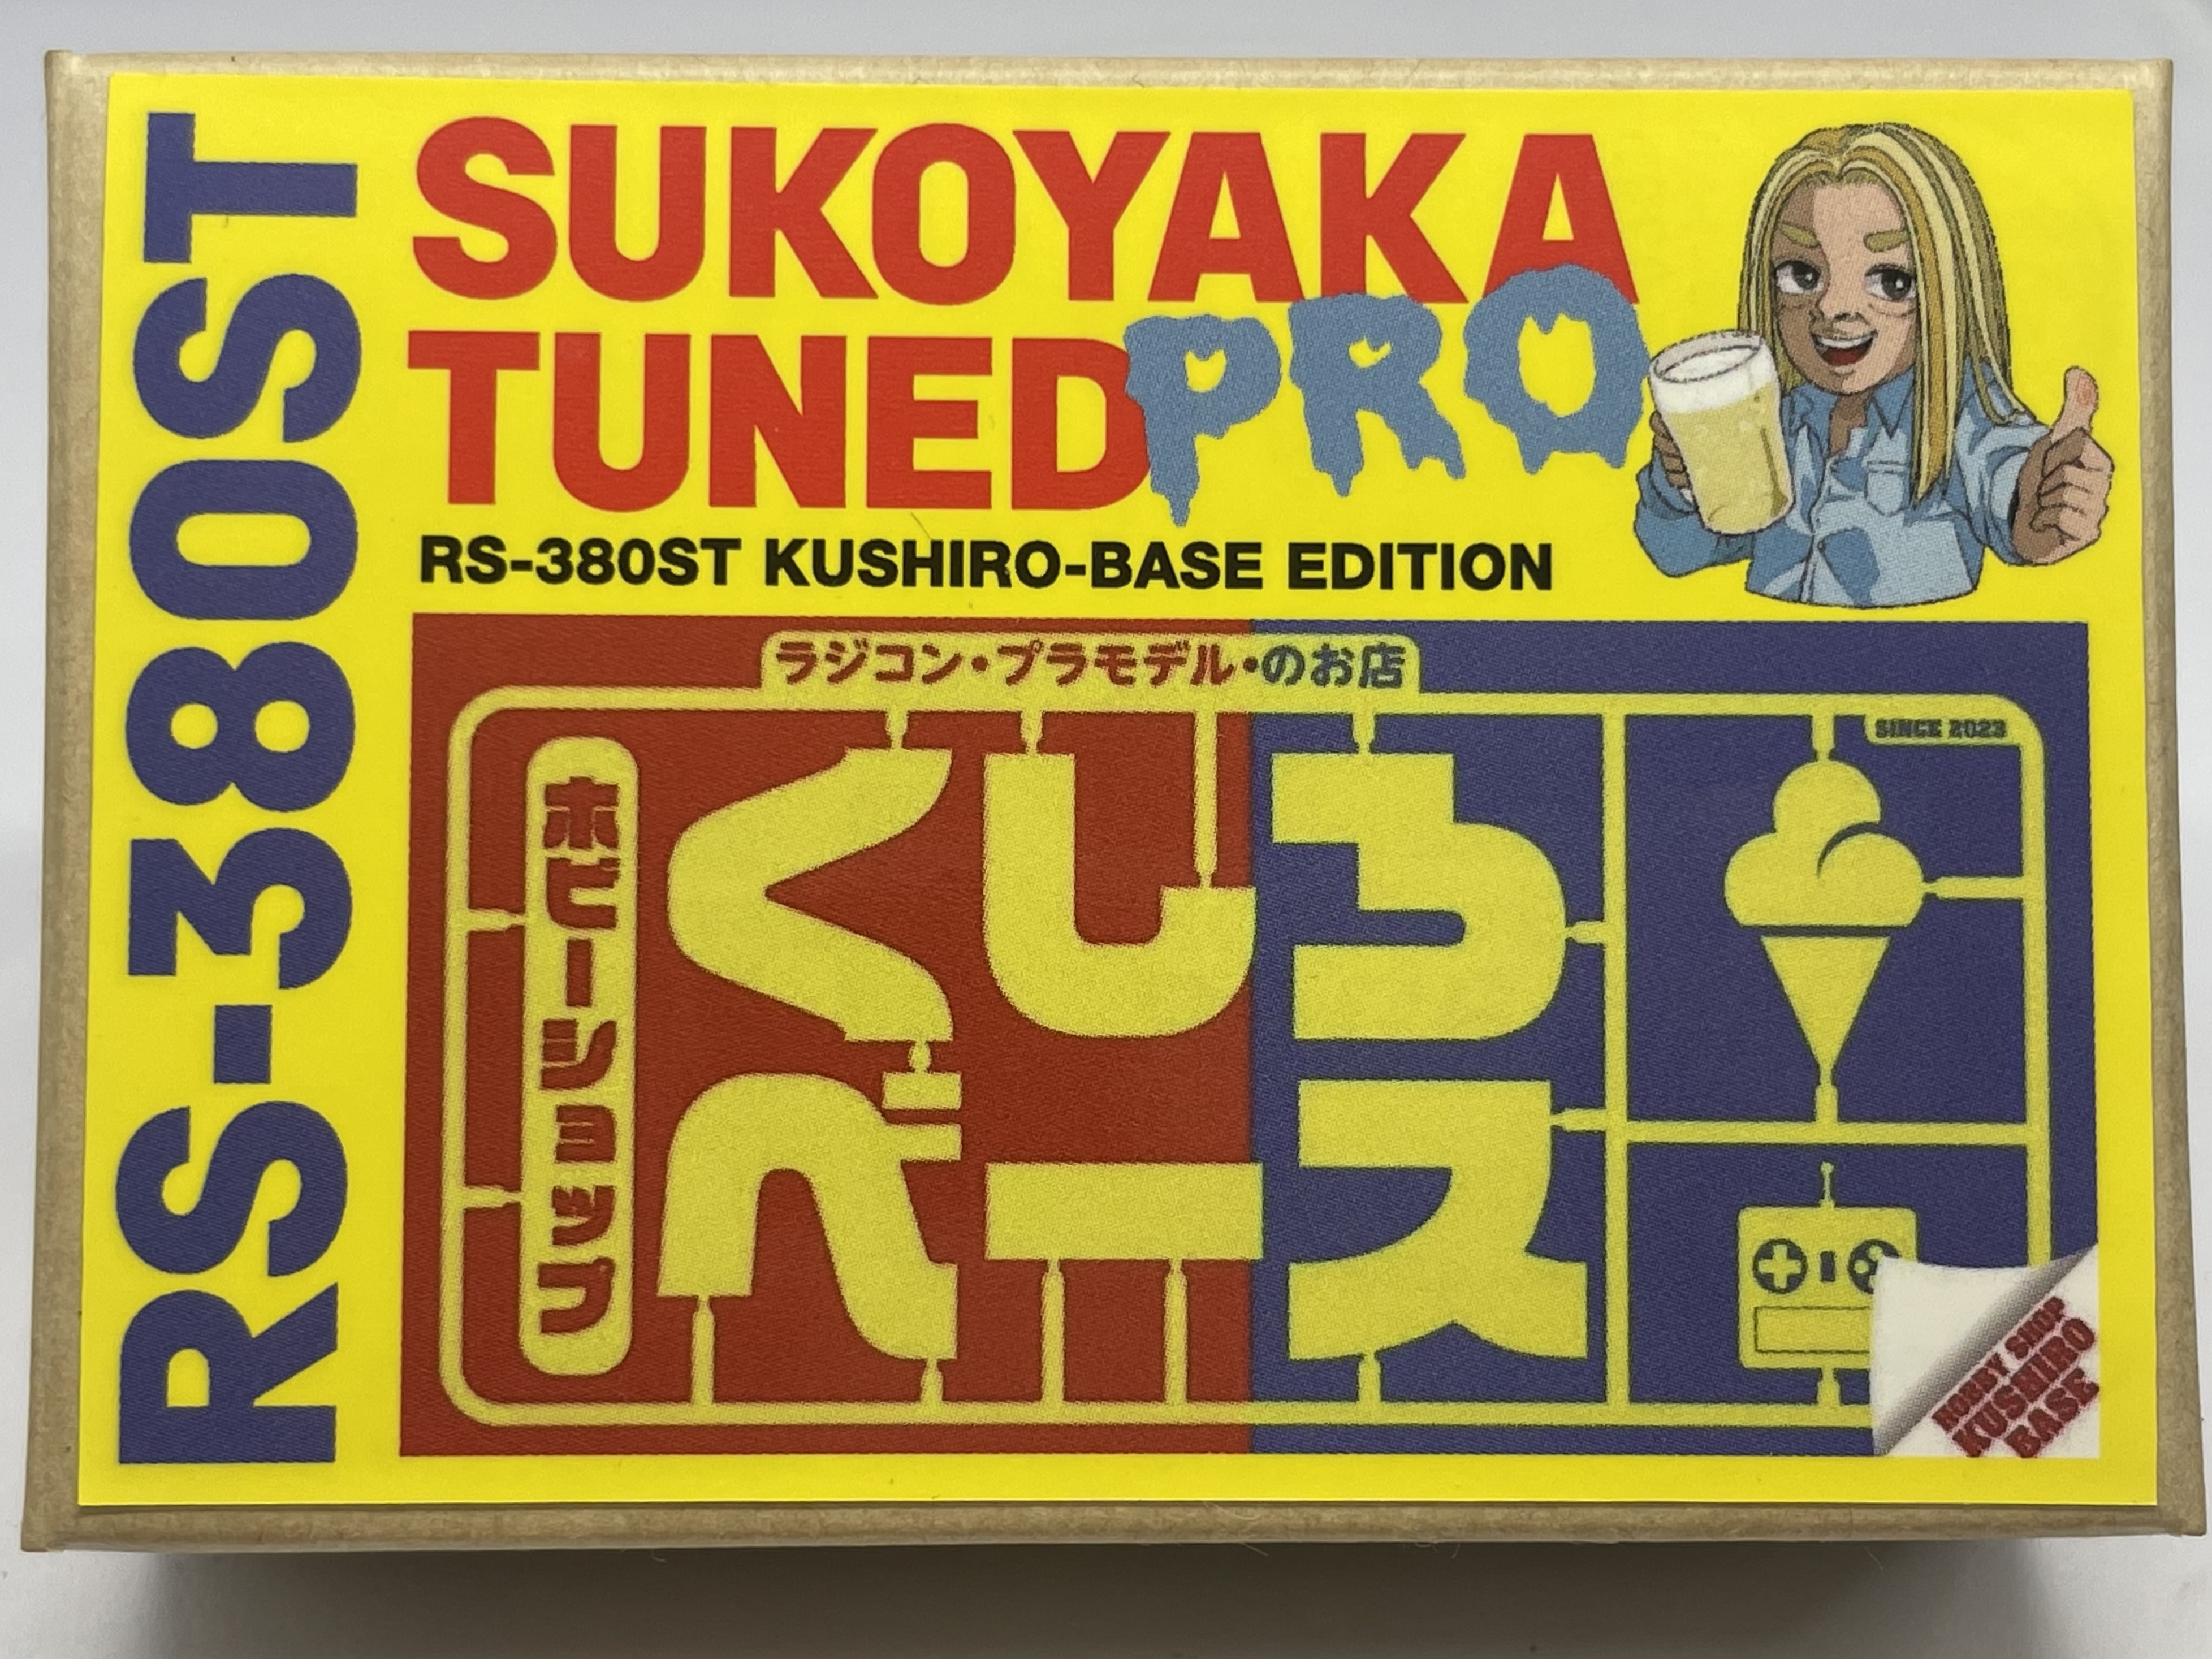 RS-380ST
SUKOYAKA
TUNED PRO
RS-380ST KUSHIRO-BASE EDITION
ラジコン・プラモデル・のお店
SINCE 2023
ホビーショップ
くしろ
ベース
HOBBY SHOP
KUSHIRO
BASE